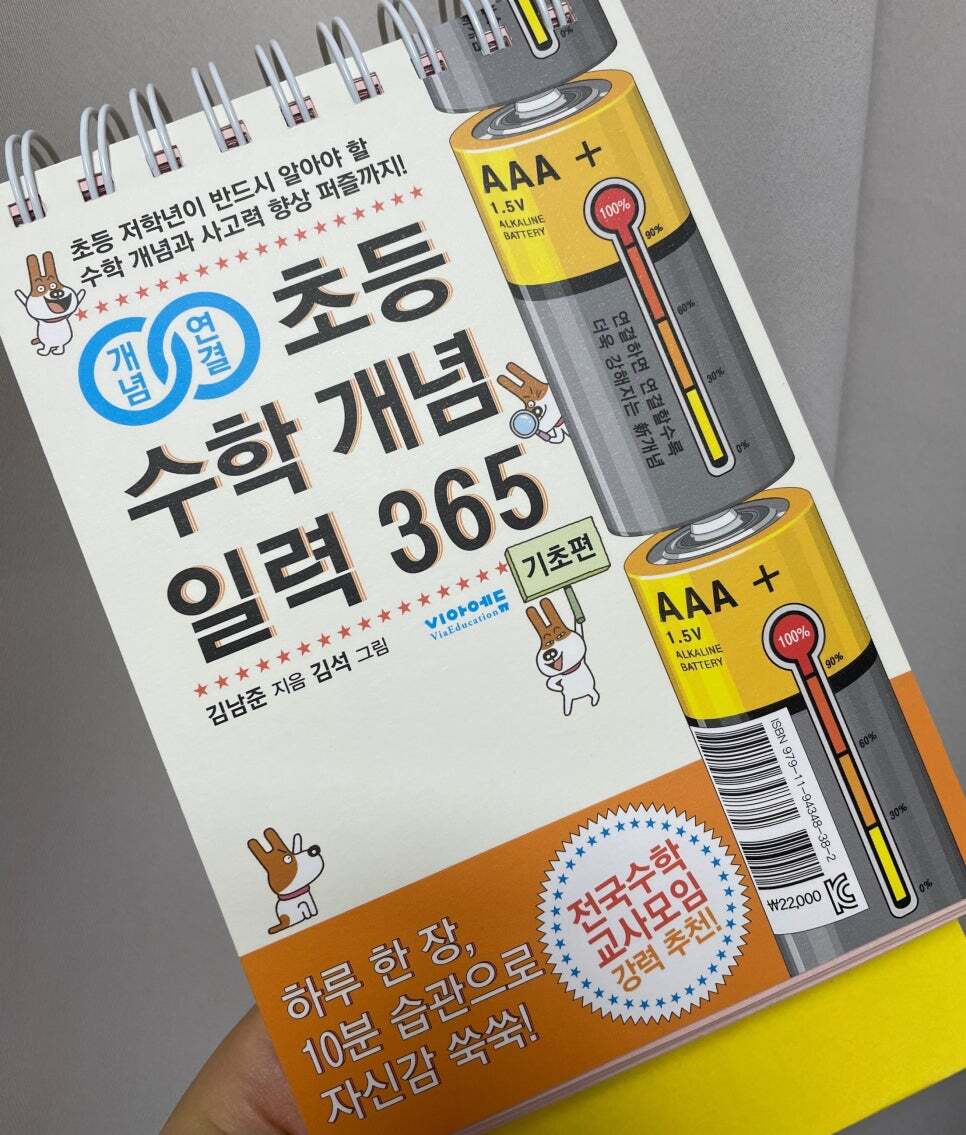 초등 저학년이 반드시 알아야 할
수학 개념과 사고력 향상 퍼즐까지!
개념
연결
초등
수학 개념
일력 365
기초편
비아에듀
ViaEducation
김남준 지음 김석 그림
0%
AAA +
1.5V
ALKALINE
BATTERY
100%
90%
60%
30%
0%
연결하면 연결할수록
더욱 강해지는 新개념
AAA +
1.5V
ALKALINE
BATTERY
100%
90%
60%
30%
0%
ISBN 979-11-94348-38-2
₩22,000
전국수학
교사모임
강력 추천!
하루 한 장,
10분 습관으로
자신감 쑥쑥!